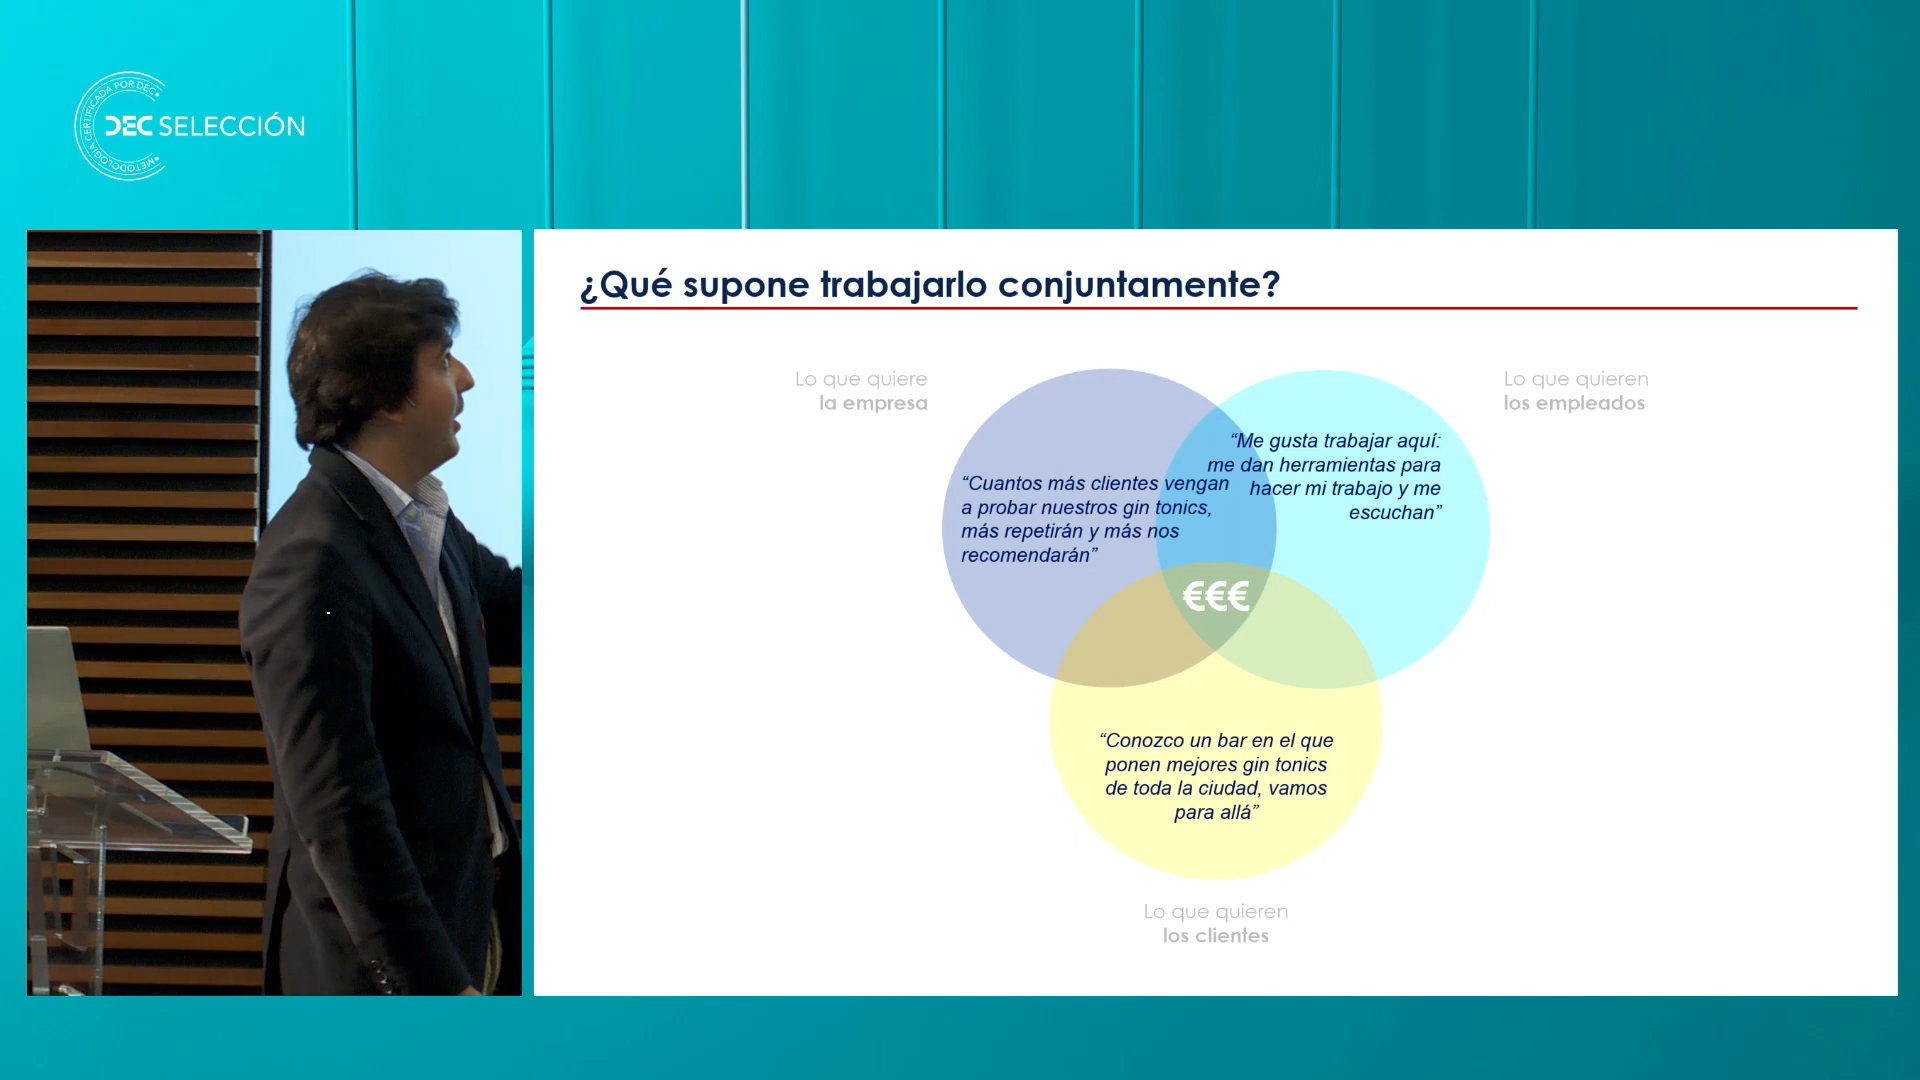 METODOLOGÍA CERTIFICADA POR DEC
DEC SELECCIÓN
¿Qué supone trabajarlo conjuntamente?
Lo que quiere
la empresa
Lo que quieren
los empleados
“Cuantos más clientes vengan
a probar nuestros gin tonics,
más repetirán y más nos
recomendarán”
“Me gusta trabajar aquí:
me dan herramientas para
hacer mi trabajo y me
escuchan”
€€€
“Conozco un bar en el que
ponen mejores gin tonics
de toda la ciudad, vamos
para allá”
Lo que quieren
los clientes